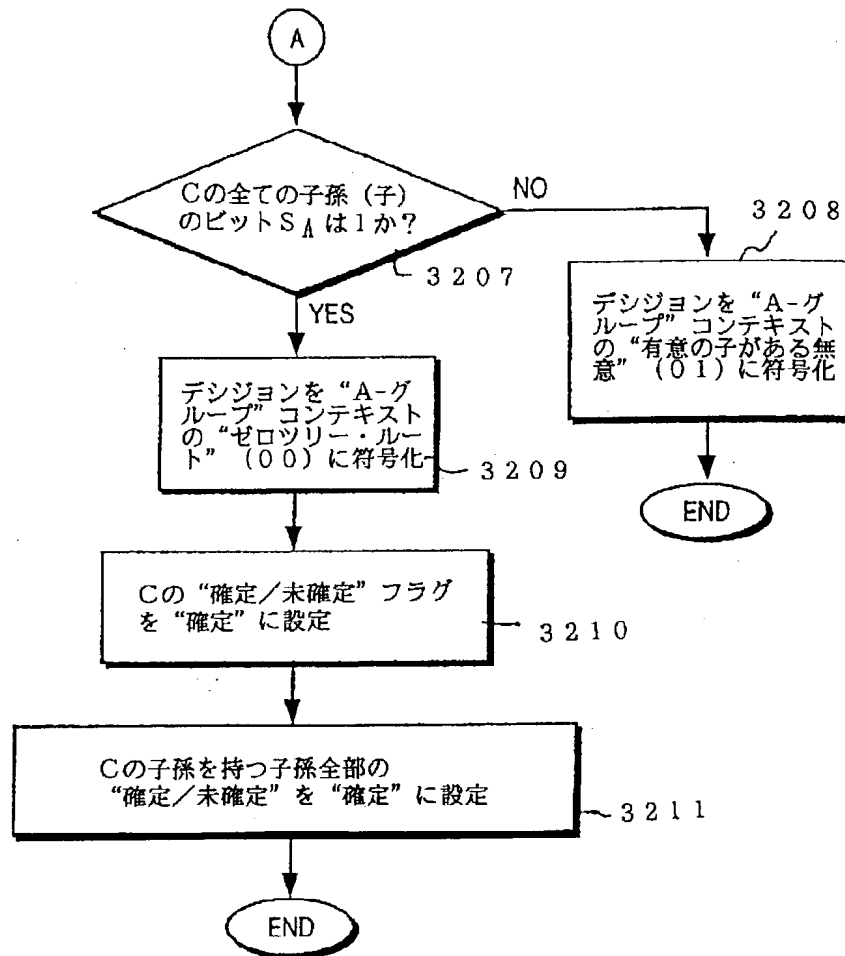 A
Cの全ての子孫(子)
のビットSAは1か?
NO
3207
YES
3208
デシジョンを“A-グ
ループ”コンテキスト
の“有意の子がある無
意”(01)に符号化
デシジョンを“A-グ
ループ”コンテキスト
の“ゼロツリー・ルー
ト”(00)に符号化
3209
END
Cの“確定/未確定”フラグ
を“確定”に設定
3210
Cの子孫を持つ子孫全部の
“確定/未確定”を“確定”に設定
3211
END